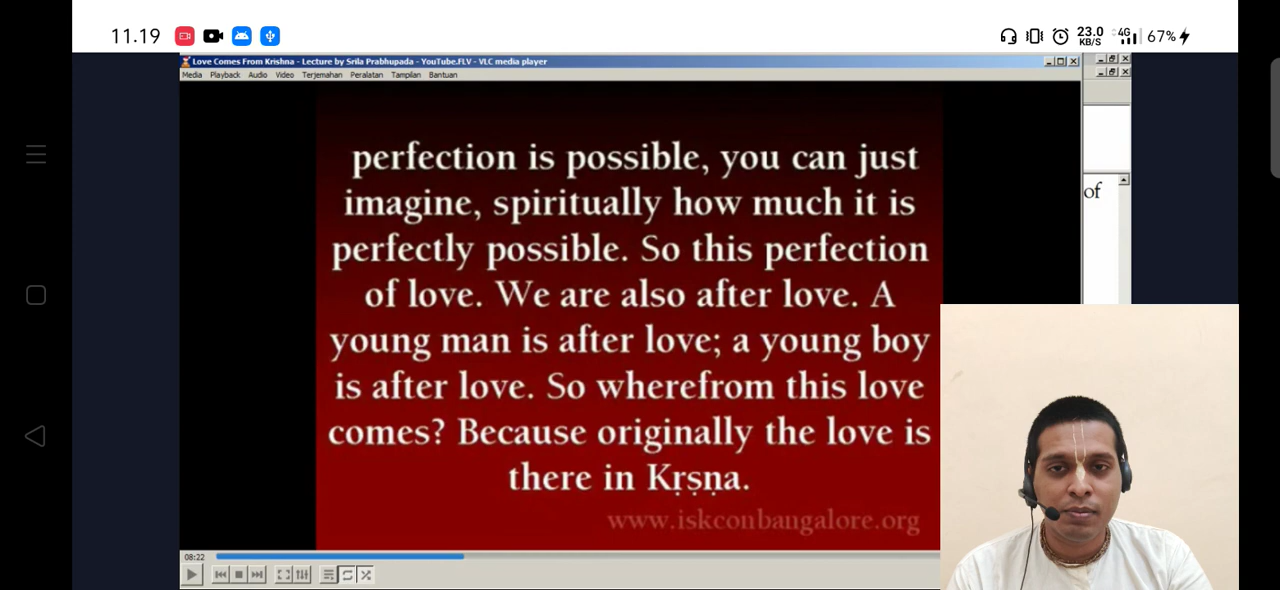 11.19
23.0
KB/S
4G
67%
Love Comes From Krishna - Lecture by Srila Prabhupada - YouTube.FLV - VLC media player
Media Playback Audio Video Terjemahan Peralatan Tampilan Bantuan
perfection is possible, you can just
imagine, spiritually how much it is
perfectly possible. So this perfection
of love. We are also after love. A
young man is after love; a young boy
is after love. So wherefrom this love
comes? Because originally the love is
there in Kṛṣṇa.
www.iskconbangalore.org
of
08:22